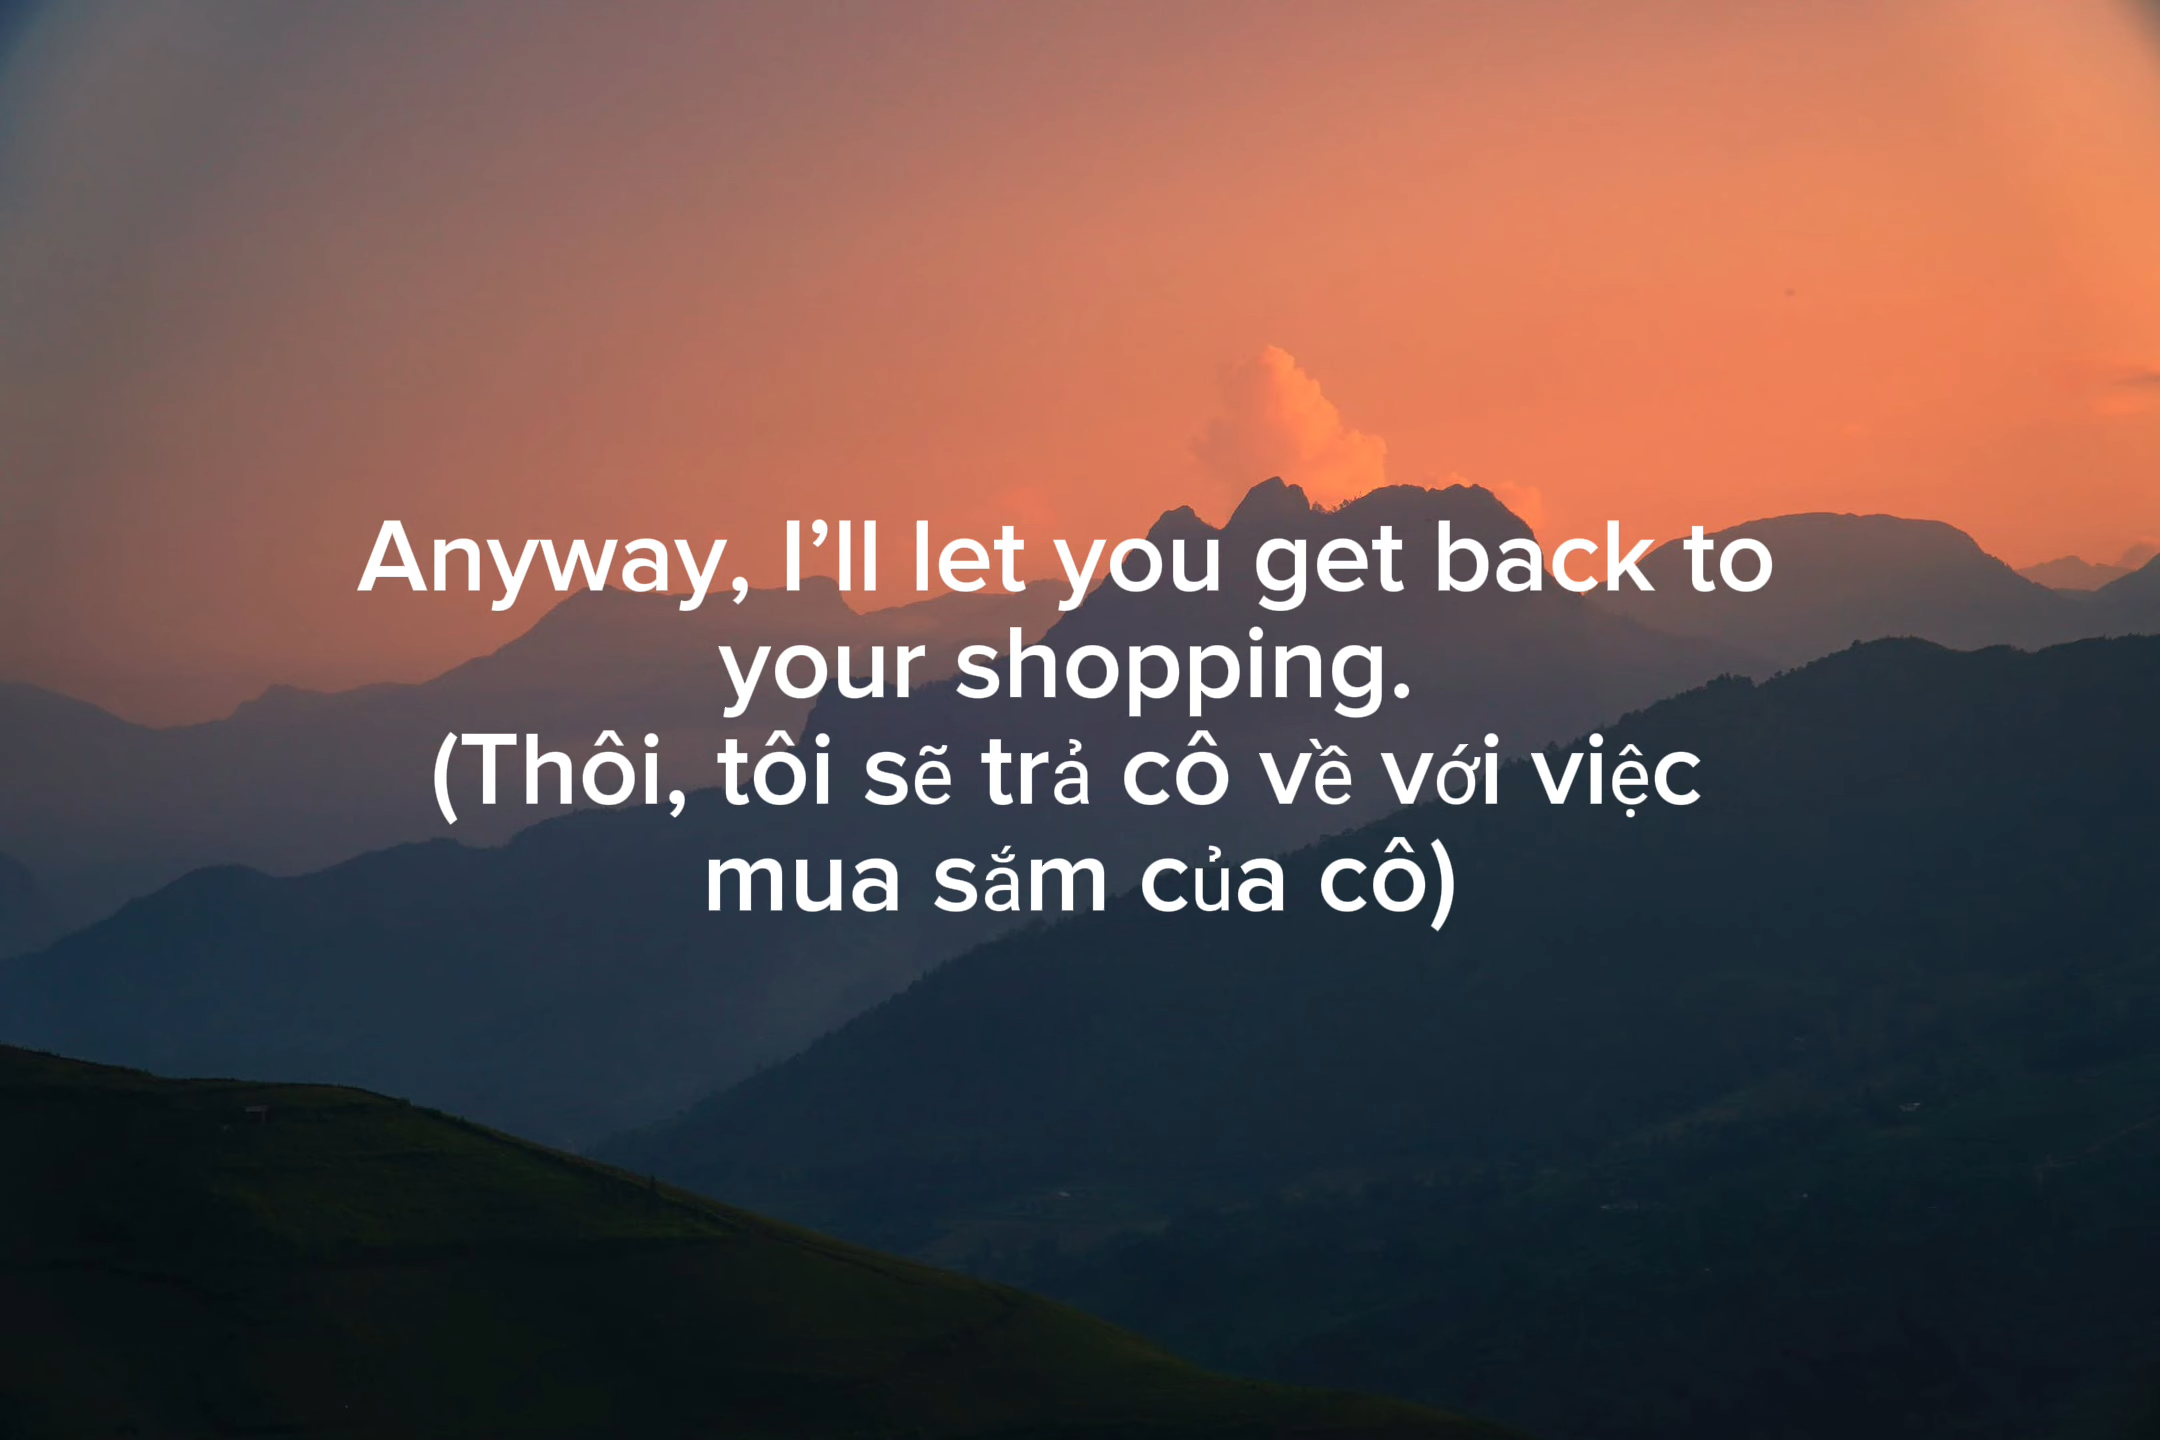 Anyway, I’ll let you get back to
your shopping.
(Thôi, tôi sẽ trả cô về với việc
mua sắm của cô)